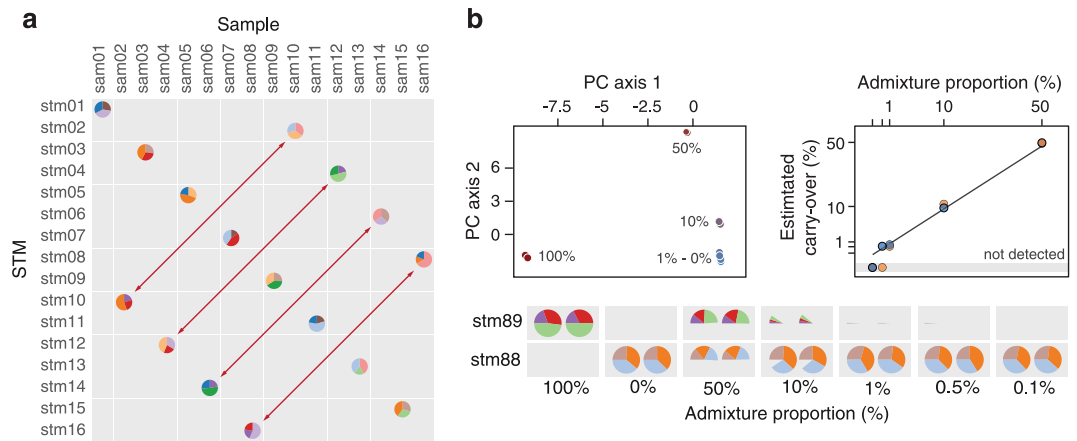 a
Sample
sam01 sam02 sam03 sam04 sam05 sam06 sam07 sam08 sam09 sam10 sam11 sam12 sam14 sam15 sam16
STM
stm01
stm02
stm03
stm04
stm05
stm06
stm07
stm08
stm09
stm10
stm11
stm12
stm13
stm14
stm15
stm16
b
PC axis 1
-7.5 -5 -2.5 0
PC axis 2
6
3
0
50%
10%
100%
1% - 0%
Admixture proportion (%)
1 10 50
Estimtated
carry-over (%)
50
10
1
not detected
stm89
stm88
100% 0% 50% 10% 1% 0.5% 0.1%
Admixture proportion (%)